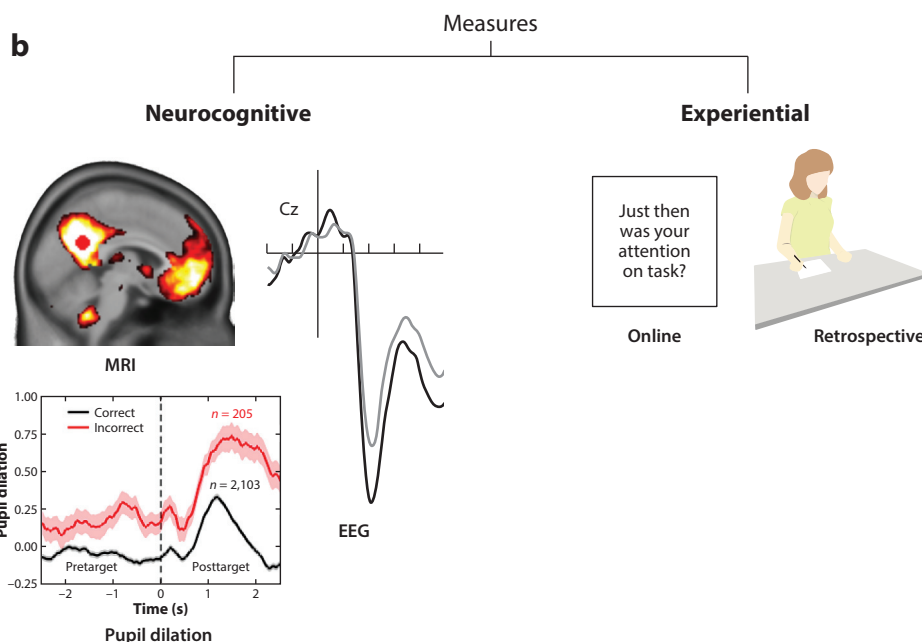 b
Measures
Neurocognitive
Experiential
Cz
Just then
was your
attention
on task?
Online
Retrospective
MRI
1.00
0.75
0.50
0.25
0.00
–0.25
Pupil dilation
Correct
Incorrect
n = 205
n = 2,103
Pretarget
Posttarget
–2
–1
0
1
2
Time (s)
Pupil dilation
EEG